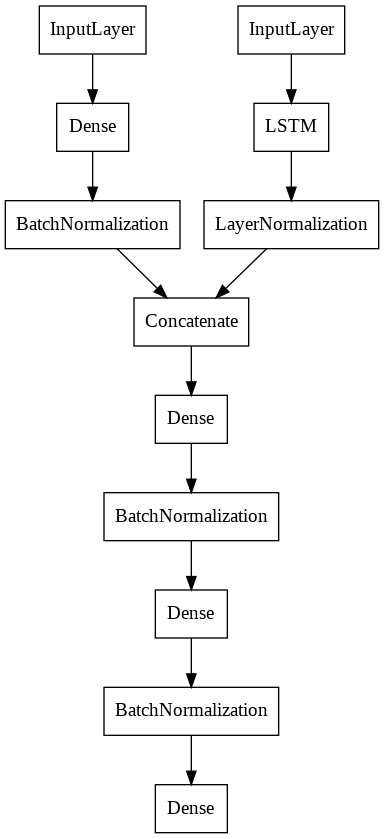 InputLayer
InputLayer
Dense
LSTM
BatchNormalization
LayerNormalization
Concatenate
Dense
BatchNormalization
Dense
BatchNormalization
Dense